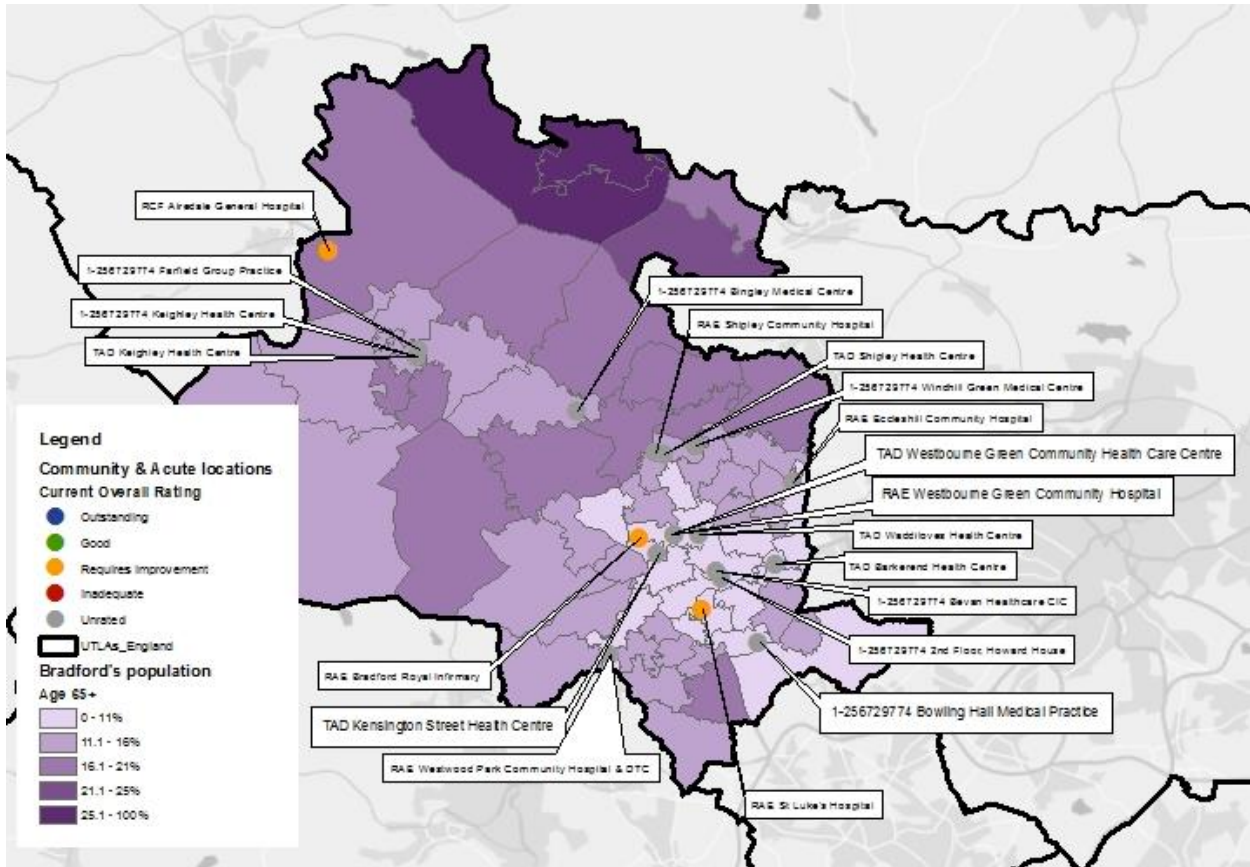 RCF Airedale General Hospital
1-256729774 Farfield Group Practice
1-256729774 Keighley Health Centre
TAD Keighley Health Centre
1-256729774 Bingley Medical Centre
RAE Shipley Community Hospital
TAD Shipley Health Centre
1-256729774 Windhill Green Medical Centre
RAE Eccleshill Community Hospital
TAD Westbourne Green Community Health Care Centre
RAE Westbourne Green Community Hospital
TAD Waddiloves Health Centre
TAD Barkerend Health Centre
1-256729774 Bevan Healthcare CIC
1-256729774 2nd Floor, Howard House
1-256729774 Bowling Hall Medical Practice
RAE St Luke's Hospital
RAE Bradford Royal Infirmary
TAD Kensington Street Health Centre
RAE Westwood Park Community Hospital & DTC
Legend
Community & Acute locations
Current Overall Rating
Outstanding
Good
Requires Improvement
Inadequate
Unrated
UTLAs_England
Bradford's population
Age 65+
0 - 11%
11.1 - 16%
16.1 - 21%
21.1 - 25%
25.1 - 100%